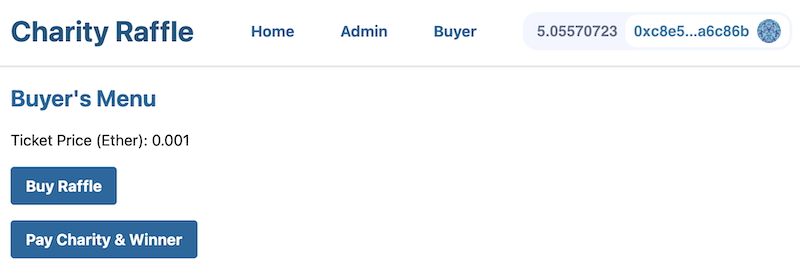 Charity Raffle Home Admin Buyer 5.05570723 0xc8e5...a6c86b
Buyer's Menu
Ticket Price (Ether): 0.001
Buy Raffle
Pay Charity & Winner